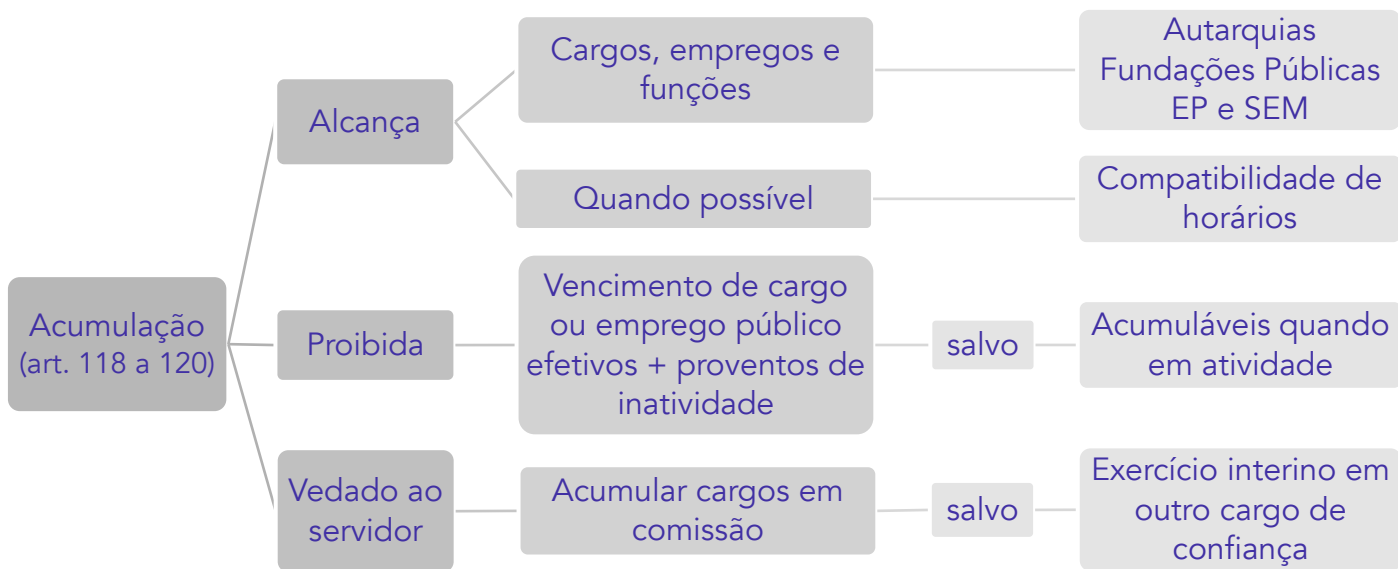 Acumulação
(art. 118 a 120)
Alcança
Cargos, empregos e
funções
Autarquias
Fundações Públicas
EP e SEM
Quando possível
Compatibilidade de
horários
Proibida
Vencimento de cargo
ou emprego público
efetivos + proventos de
inatividade
salvo
Acumuláveis quando
em atividade
Vedado ao
servidor
Acumular cargos em
comissão
salvo
Exercício interino em
outro cargo de
confiança